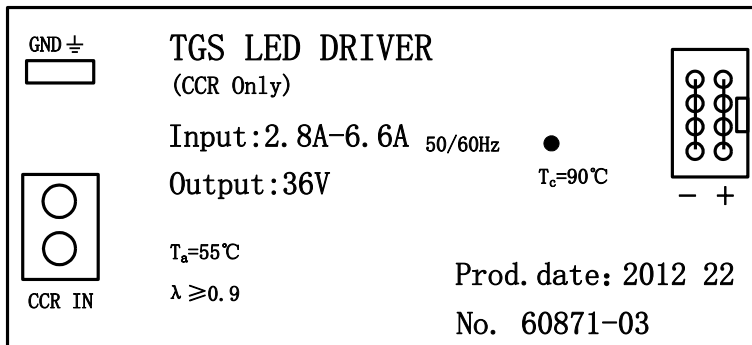 GND ⏚
TGS LED DRIVER
(CCR Only)
Input:2.8A-6.6A 50/60Hz
Output:36V
Tc=90℃
- +
Ta=55℃
λ≥0.9
CCR IN
Prod.date: 2012 22
No. 60871-03